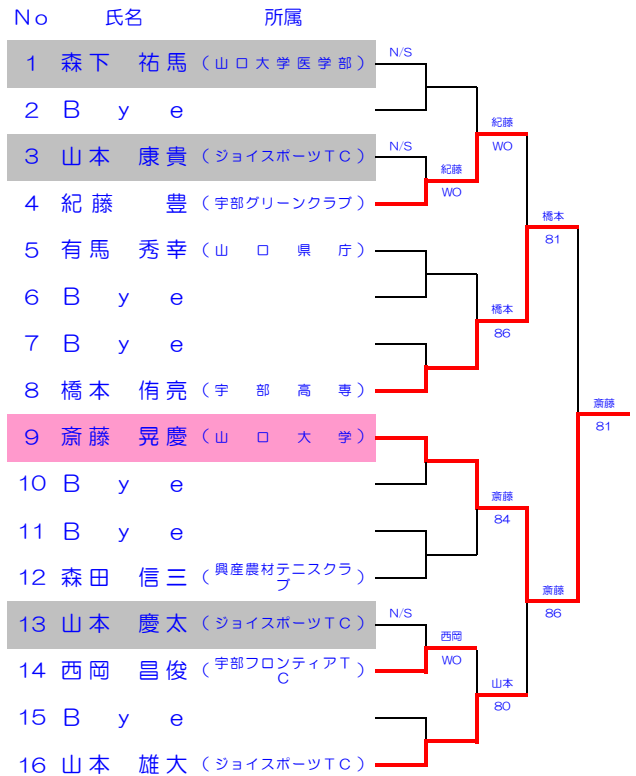 No 氏名 所属
1 森下 祐馬 (山口大学医学部)
N/S
2 Bye
紀藤
WO
3 山本 康貴 (ジョイスポーツTC)
N/S
紀藤
WO
4 紀藤 豊 (宇部グリーンクラブ)
橋本
81
5 有馬 秀幸 (山口県庁)
6 Bye
橋本
86
7 Bye
8 橋本 侑亮 (宇部高専)
斎藤
81
9 斎藤 晃慶 (山口大学)
10 Bye
斎藤
84
11 Bye
12 森田 信三 (興産農材テニスクラ
ブ)
斎藤
86
13 山本 慶太 (ジョイスポーツTC)
N/S
西岡
WO
14 西岡 昌俊 (宇部フロンティアT
C)
山本
80
15 Bye
16 山本 雄大 (ジョイスポーツTC)